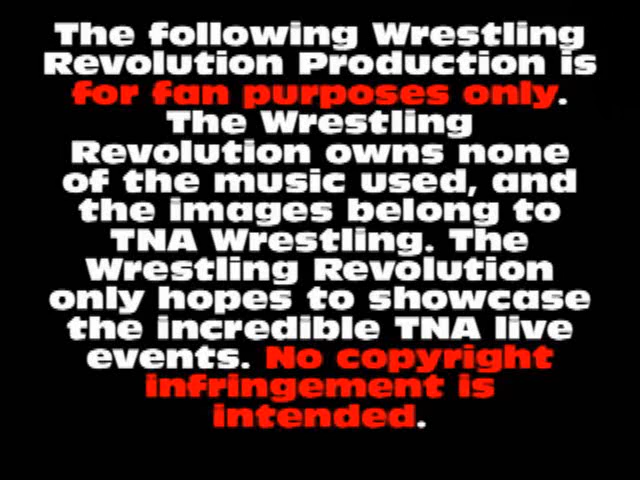 The following Wrestling
Revolution Production is
for fan purposes only.
The Wrestling
Revolution owns none
of the music used, and
the images belong to
TNA Wrestling. The
Wrestling Revolution
only hopes to showcase
the incredible TNA live
events. No copyright
infringement is
intended.